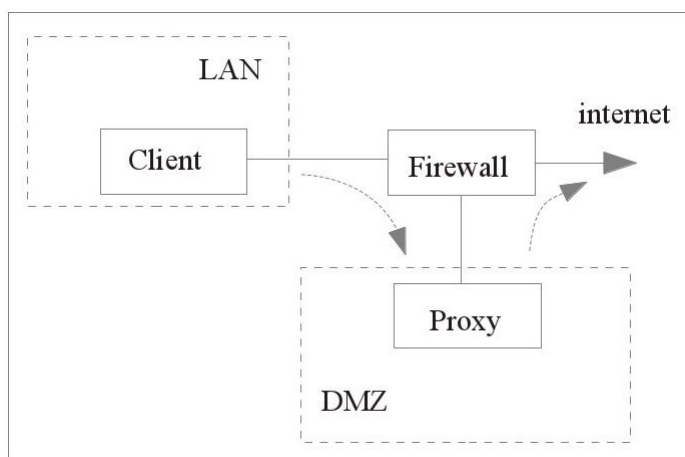 LAN
internet
Client
Firewall
Proxy
DMZ